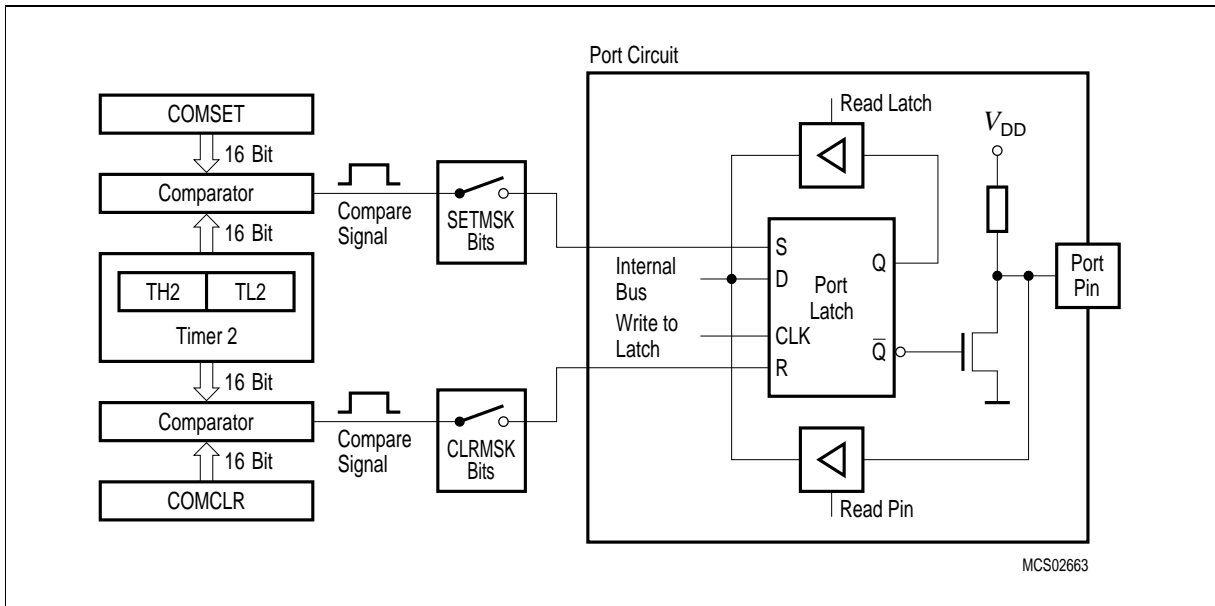 Port Circuit
COMSET
16 Bit
Comparator
16 Bit
TH2
TL2
Timer 2
16 Bit
Comparator
16 Bit
COMCLR
Compare
Signal
SETMSK
Bits
Compare
Signal
CLRMSK
Bits
Read Latch
Internal
Bus
Write to
Latch
S
D
CLK
R
Port
Latch
Q
Q̅
Read Pin
VDD
Port
Pin
MCS02663